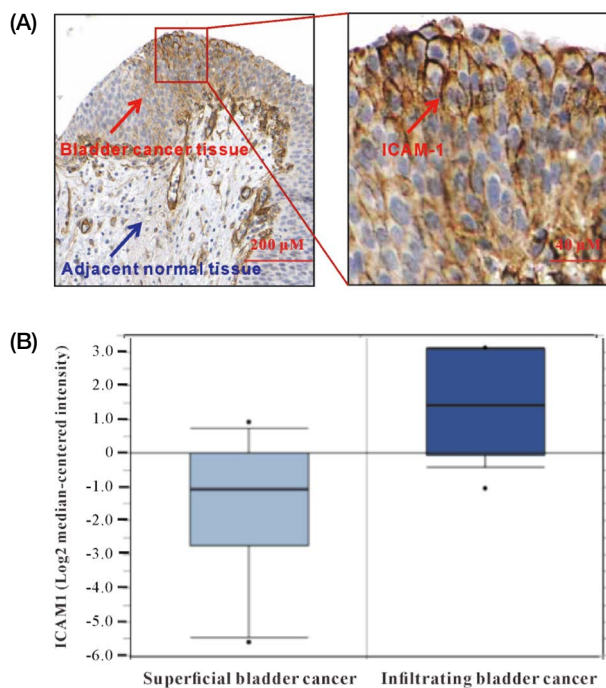 (A)
Bladder cancer tissue
Adjacent normal tissue
200 µM
ICAM-1
40 µM
(B)
ICAM1 (Log2 median-centered intensity)
3.0
2.0
1.0
0
-1.0
-2.0
-3.0
-4.0
-5.0
-6.0
Superficial bladder cancer
Infiltrating bladder cancer